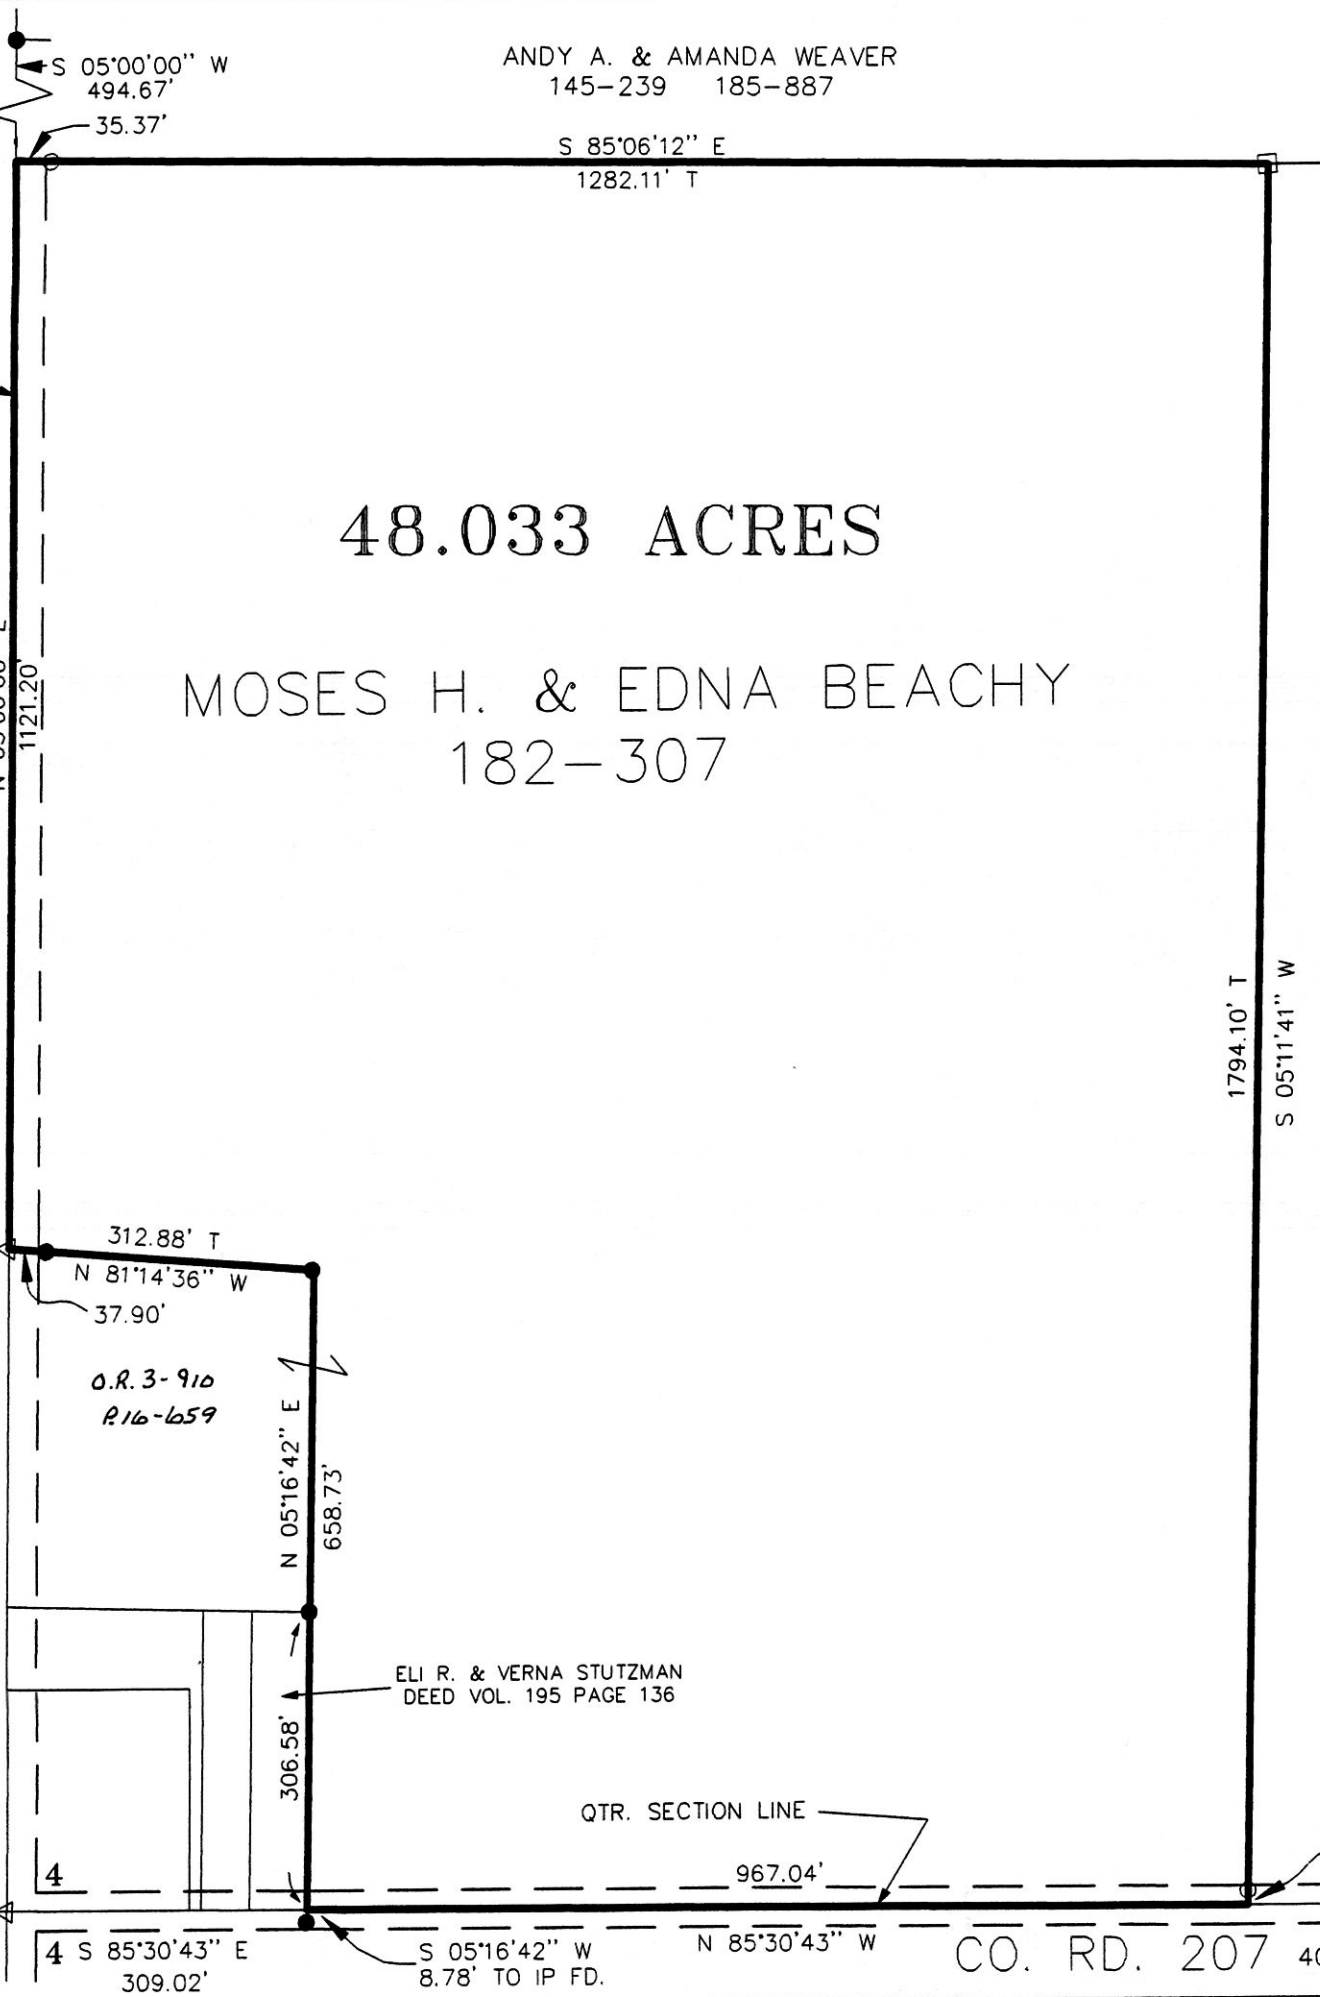 S 05°00'00" W
494.67'
35.37'
ANDY A. & AMANDA WEAVER
145-239 185-887
S 85°06'12" E
1282.11' T
48.033 ACRES
MOSES H. & EDNA BEACHY
182-307
1121.20'
1794.10' T
S 05°11'41" W
312.88' T
N 81°14'36" W
37.90'
O.R. 3-910
P.16-659
N 05°16'42" E
658.73'
ELI R. & VERNA STUTZMAN
DEED VOL. 195 PAGE 136
306.58'
QTR. SECTION LINE
967.04'
4
4
S 85°30'43" E
309.02'
S 05°16'42" W
8.78' TO IP FD.
N 85°30'43" W
CO. RD. 207